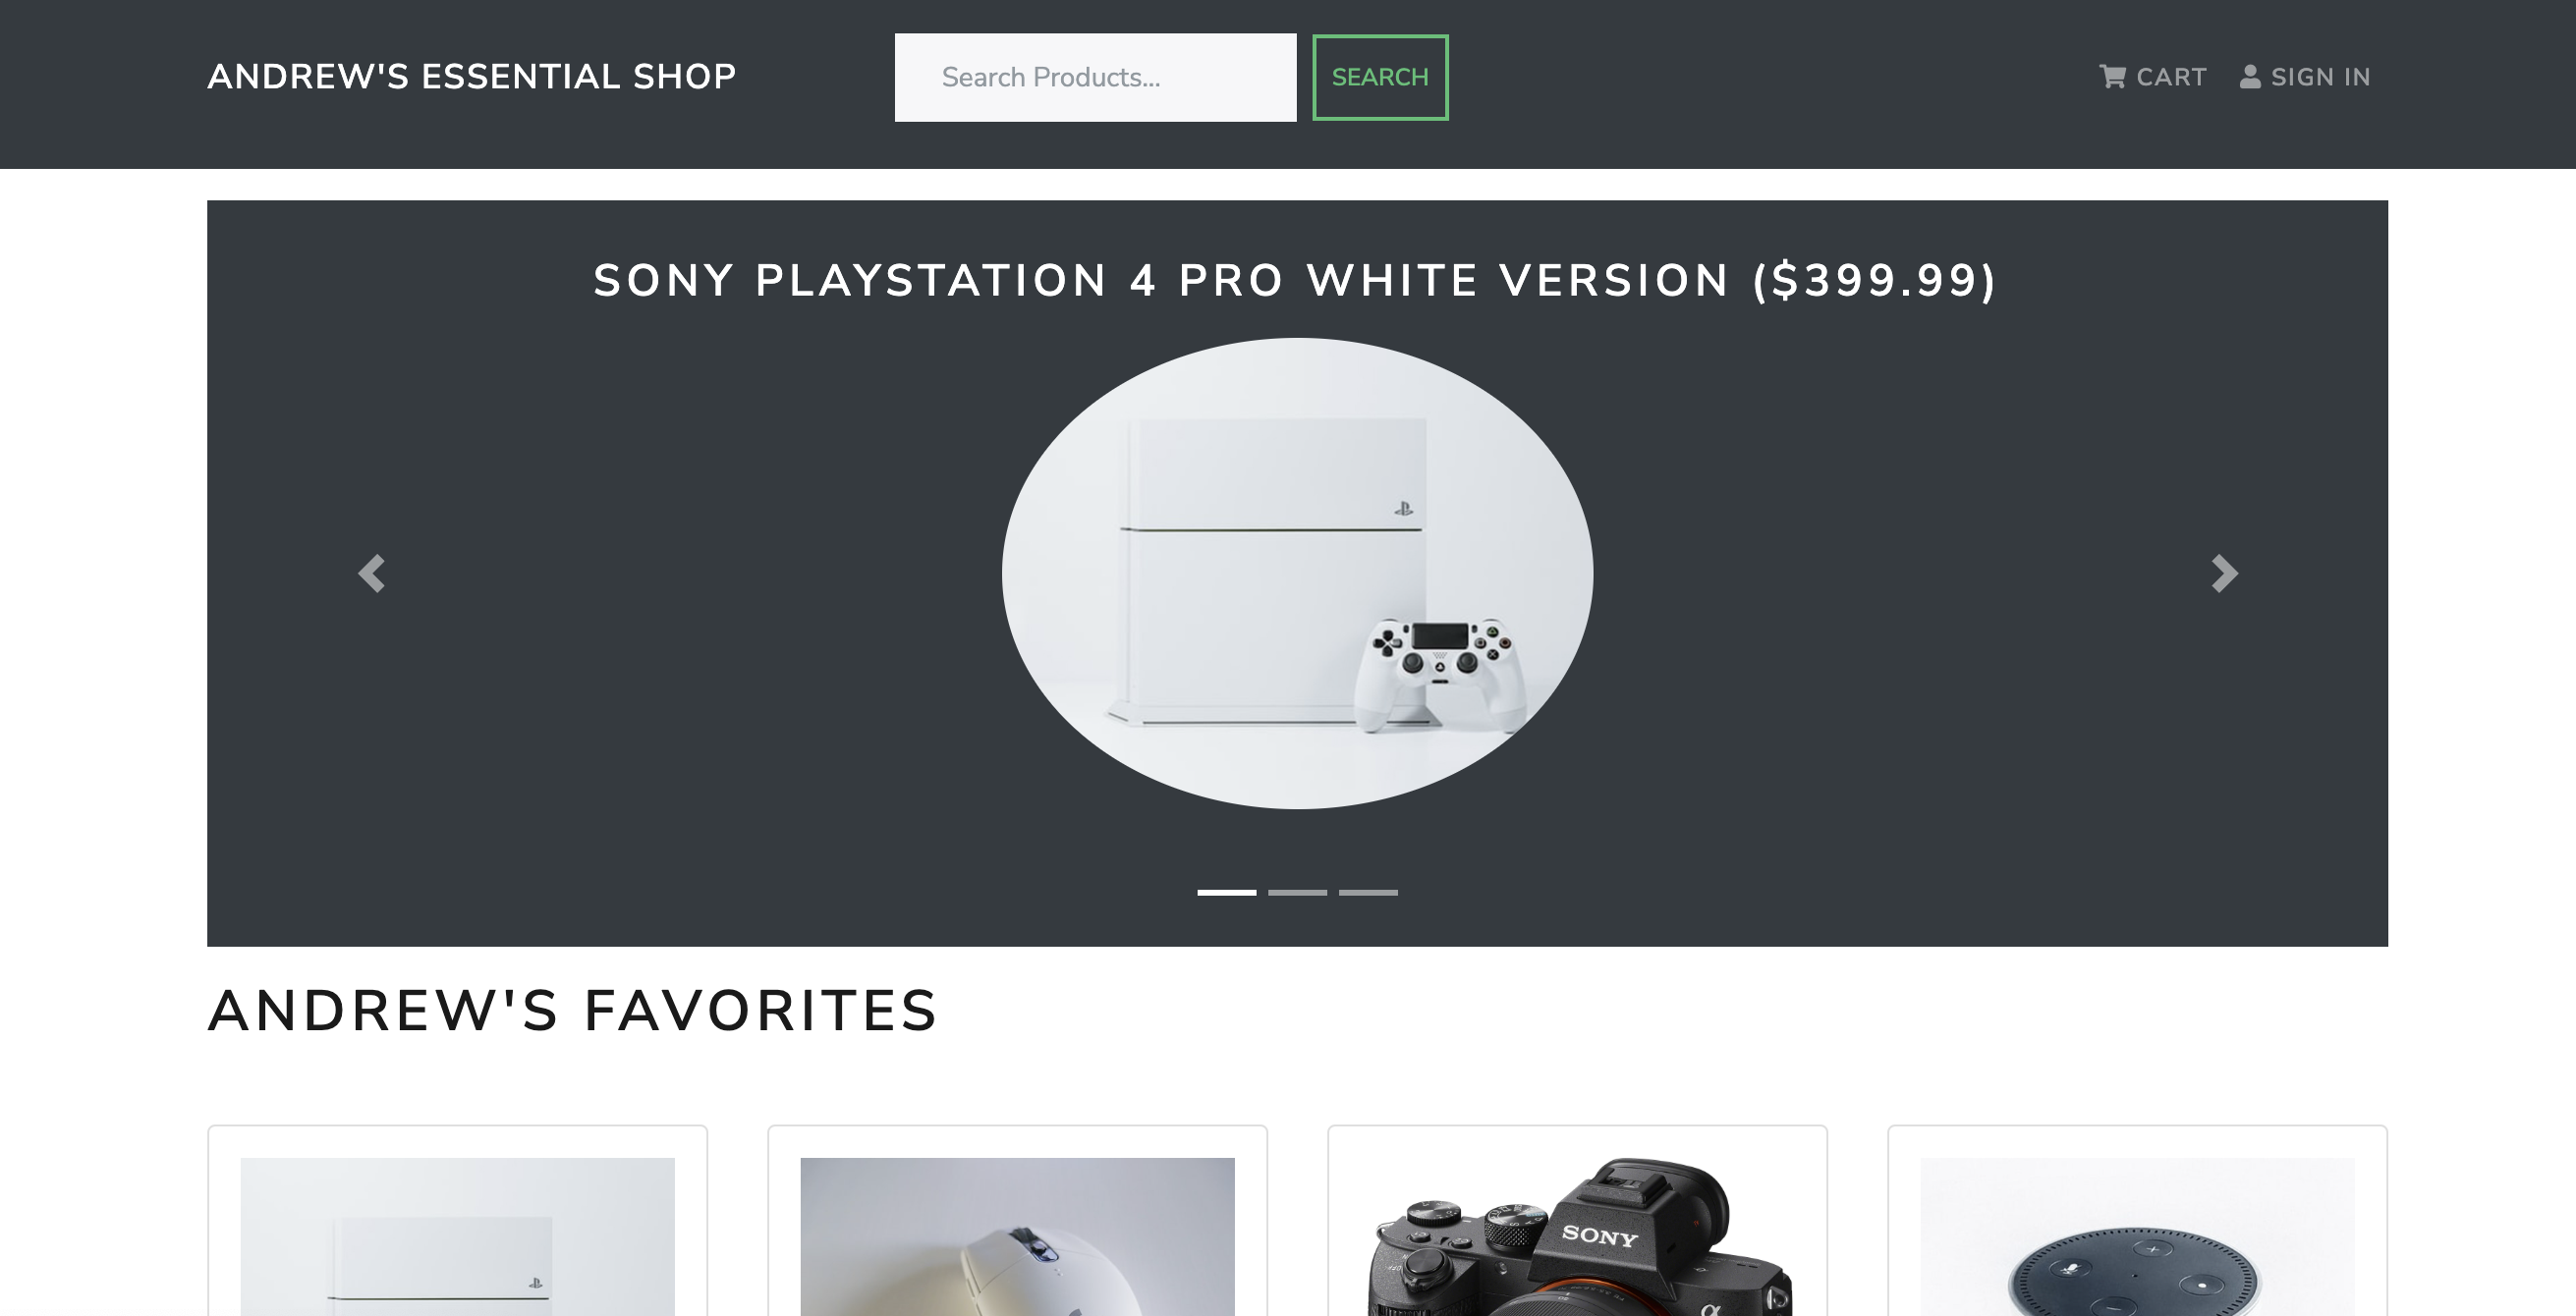 ANDREW'S ESSENTIAL SHOP
Search Products...
SEARCH
CART
SIGN IN
SONY PLAYSTATION 4 PRO WHITE VERSION ($399.99)
ANDREW'S FAVORITES
SONY
α